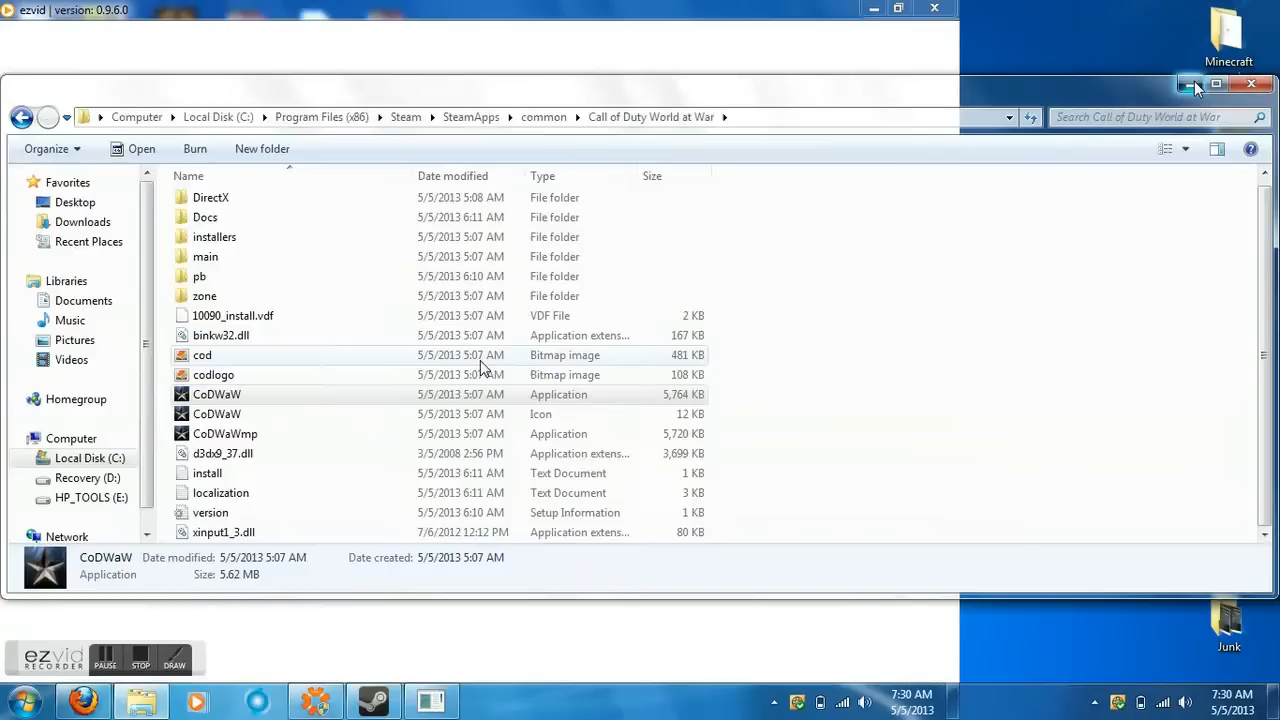 ezvid | version: 0.9.6.0
Minecraft
Computer Local Disk (C:) Program Files (x86) Steam SteamApps common Call of Duty World at War
Search Call of Duty World at War
Organize Open Burn New folder
Name Date modified Type Size
Favorites
Desktop
Downloads
Recent Places
Libraries
Documents
Music
Pictures
Videos
Homegroup
Computer
Local Disk (C:)
Recovery (D:)
HP_TOOLS (E:)
Network
DirectX 5/5/2013 5:08 AM File folder
Docs 5/5/2013 6:11 AM File folder
installers 5/5/2013 5:07 AM File folder
main 5/5/2013 5:07 AM File folder
pb 5/5/2013 6:10 AM File folder
zone 5/5/2013 5:07 AM File folder
10090_install.vdf 5/5/2013 5:07 AM VDF File 2 KB
binkw32.dll 5/5/2013 5:07 AM Application extens... 167 KB
cod 5/5/2013 5:07 AM Bitmap image 481 KB
codlogo 5/5/2013 5:07 AM Bitmap image 108 KB
CoDWaW 5/5/2013 5:07 AM Application 5,764 KB
CoDWaW 5/5/2013 5:07 AM Icon 12 KB
CoDWaWmp 5/5/2013 5:07 AM Application 5,720 KB
d3dx9_37.dll 3/5/2008 2:56 PM Application extens... 3,699 KB
install 5/5/2013 6:11 AM Text Document 1 KB
localization 5/5/2013 6:11 AM Text Document 3 KB
version 5/5/2013 6:10 AM Setup Information 1 KB
xinput1_3.dll 7/6/2012 12:12 PM Application extens... 80 KB
CoDWaW Date modified: 5/5/2013 5:07 AM Date created: 5/5/2013 5:07 AM
Application Size: 5.62 MB
Junk
ezvid
RECORDER
PAUSE STOP DRAW
7:30 AM
5/5/2013
7:30 AM
5/5/2013